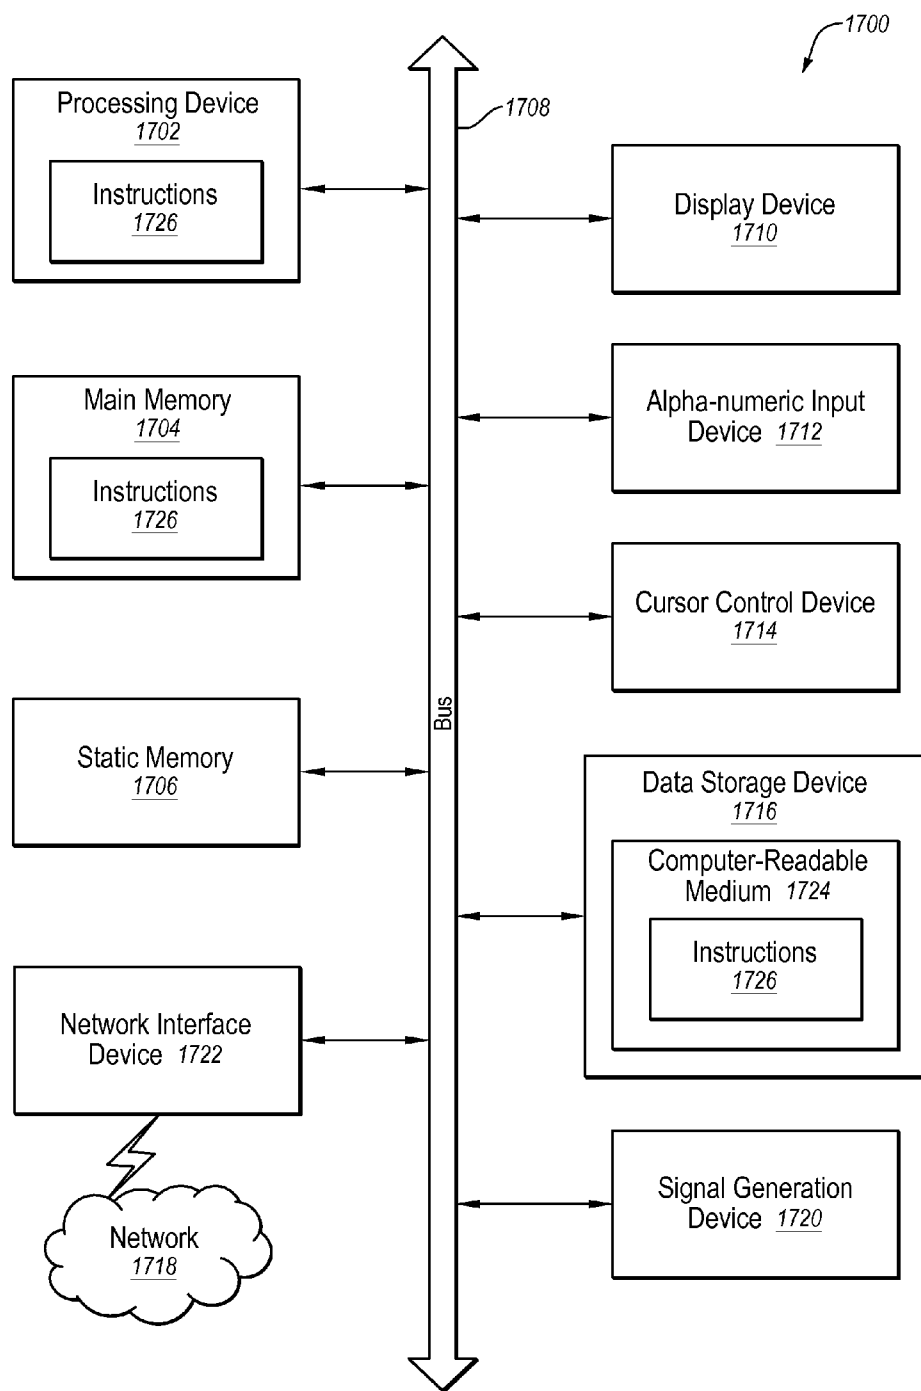 1700
Processing Device
1702
Instructions
1726
1708
Display Device
1710
Main Memory
1704
Instructions
1726
Alpha-numeric Input
Device 1712
Cursor Control Device
1714
Bus
Static Memory
1706
Data Storage Device
1716
Computer-Readable
Medium 1724
Instructions
1726
Network Interface
Device 1722
Network
1718
Signal Generation
Device 1720